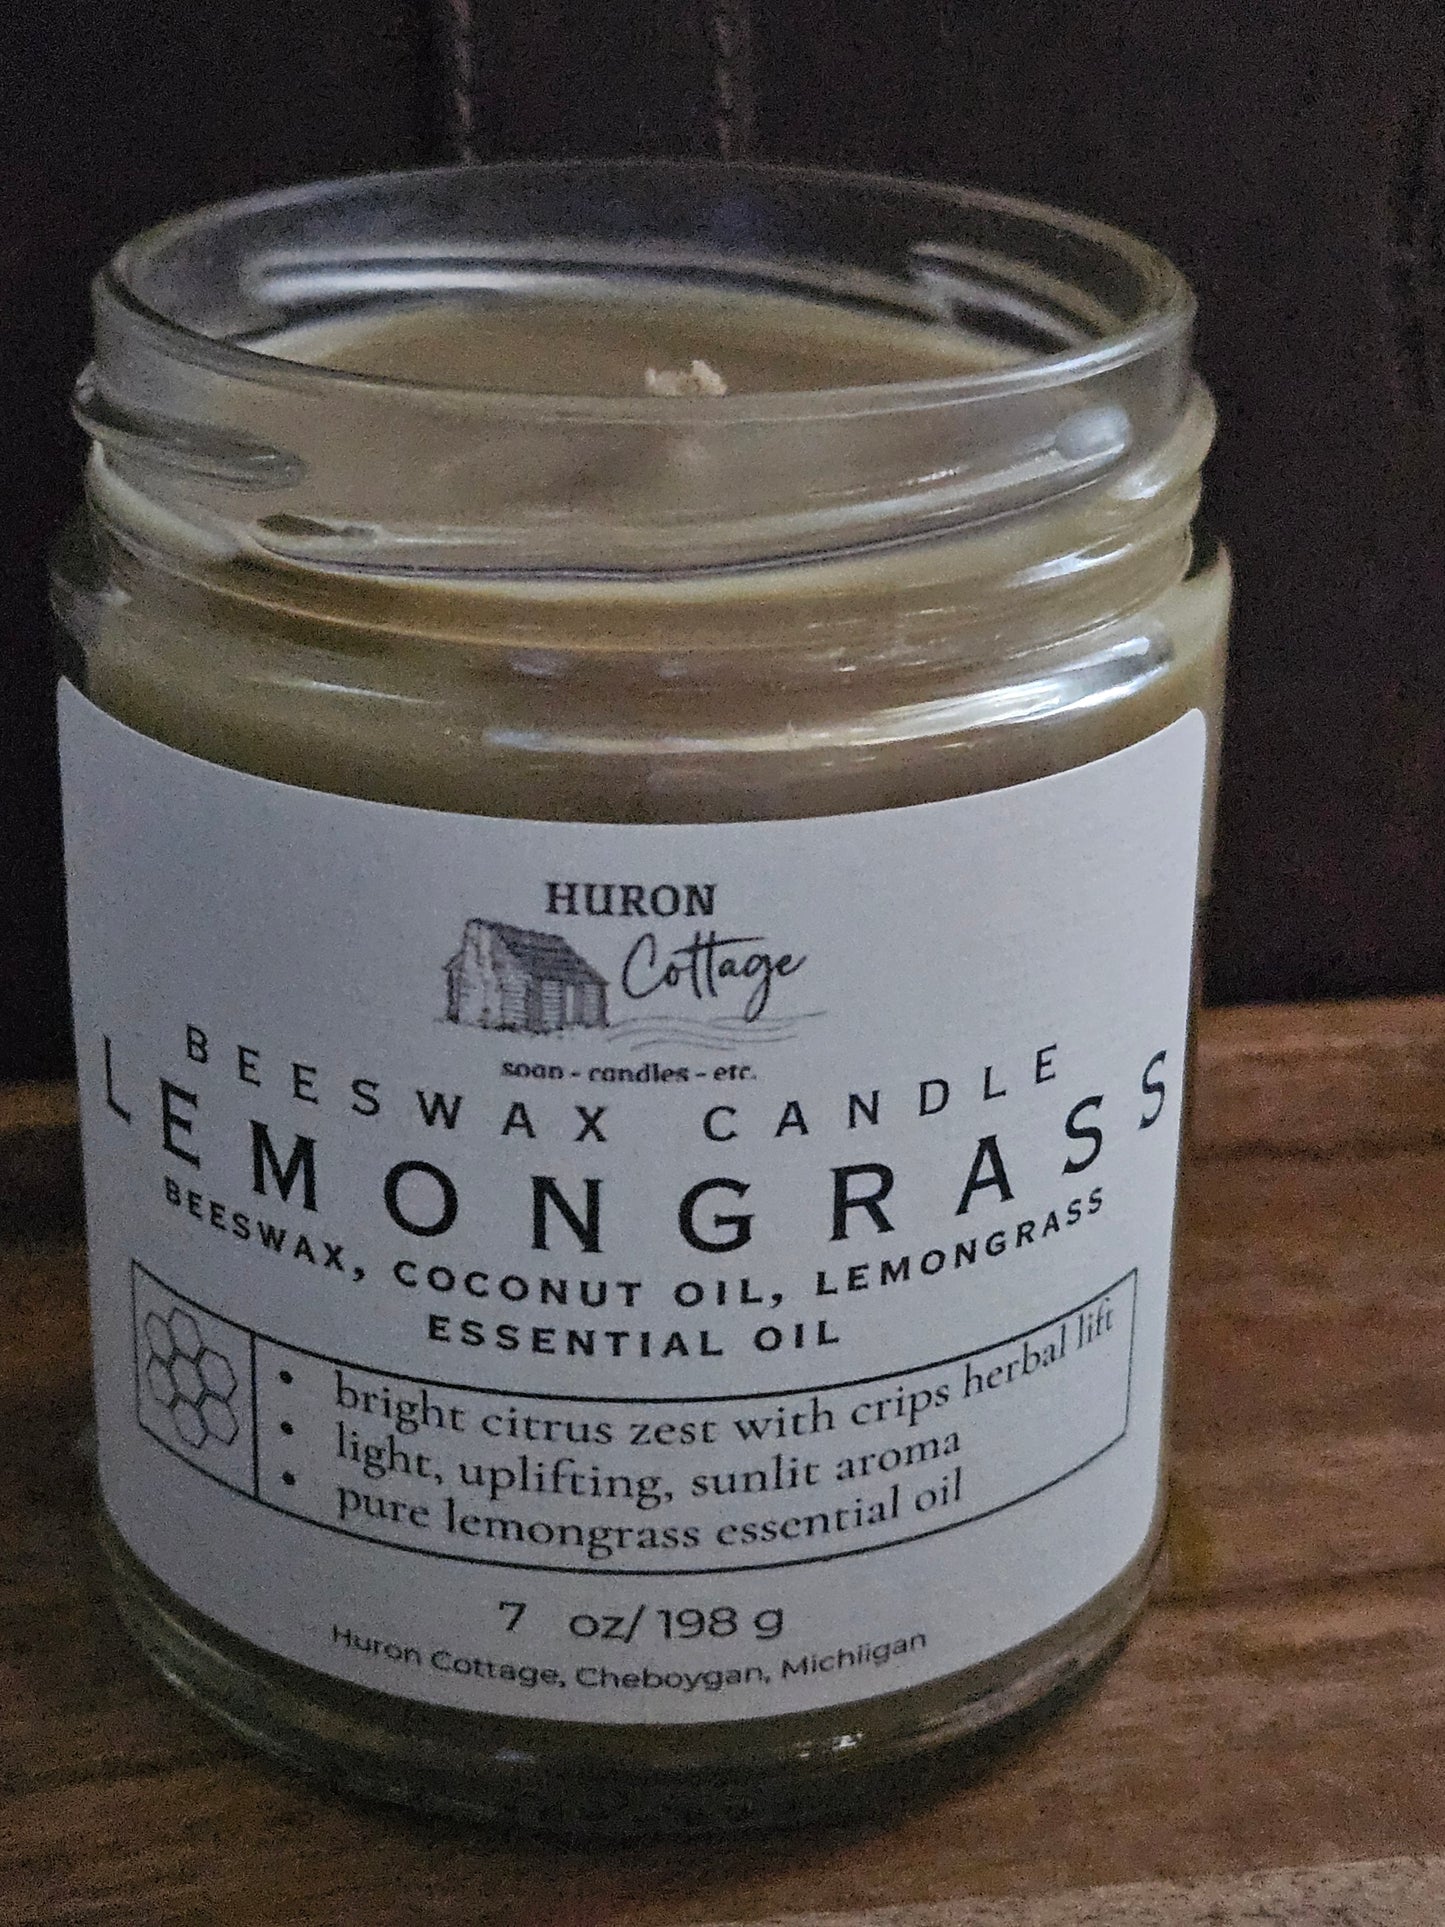 HURON
Cottage
soap - candles - etc.
BEESWAX CANDLE
LEMONGRASS
BEESWAX, COCONUT OIL, LEMONGRASS
ESSENTIAL OIL
• bright citrus zest with crips herbal lift
• light, uplifting, sunlit aroma
• pure lemongrass essential oil
7 oz/ 198 g
Huron Cottage, Cheboygan, Michiigan